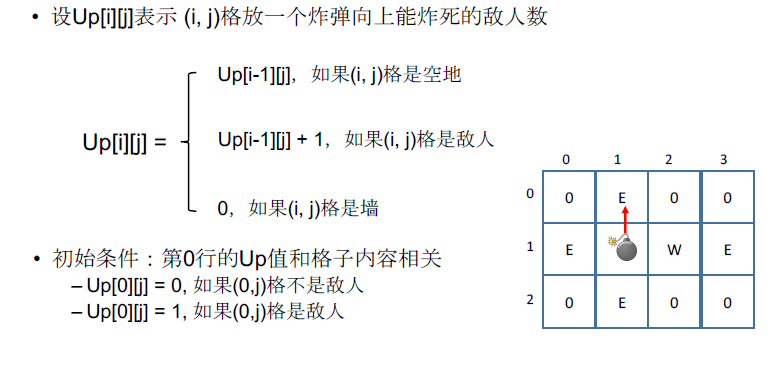 • 设Up[i][j]表示 (i, j)格放一个炸弹向上能炸死的敌人数
Up[i-1][j]，如果(i, j)格是空地
Up[i][j] =
Up[i-1][j] + 1，如果(i, j)格是敌人
0，如果(i, j)格是墙
• 初始条件：第0行的Up值和格子内容相关
– Up[0][j] = 0, 如果(0,j)格不是敌人
– Up[0][j] = 1, 如果(0,j)格是敌人
0 1 2 3
0 0 E 0 0
1 E W E
2 0 E 0 0